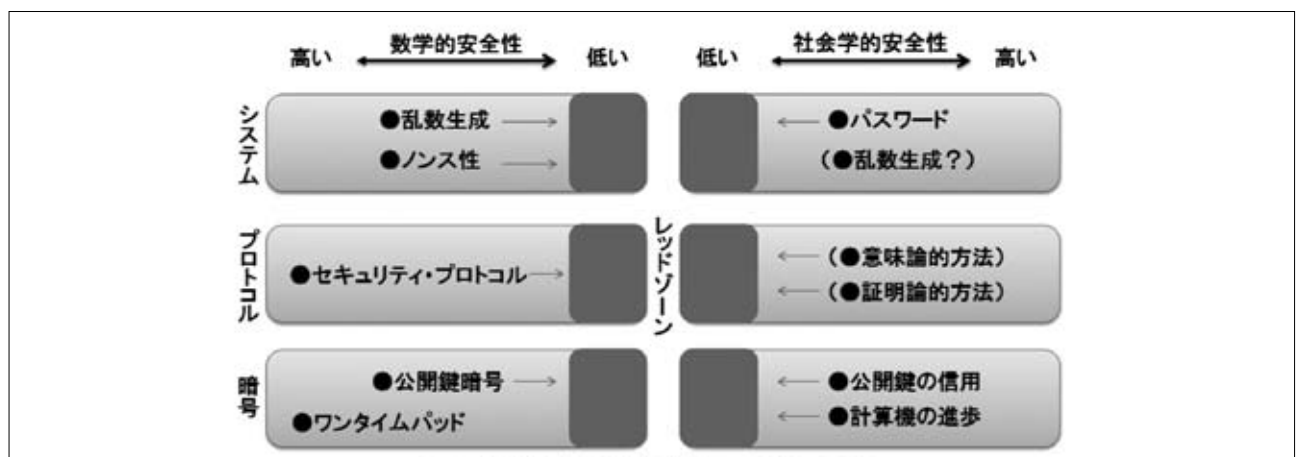 高い 数学的安全性 低い 低い 社会学的安全性 高い
システム
●乱数生成
●ノンス性
●パスワード
(●乱数生成?)
プロトコル
●セキュリティ・プロトコル
レッドゾーン
(●意味論的方法)
(●証明論的方法)
暗号
●公開鍵暗号
●ワンタイムパッド
●公開鍵の信用
●計算機の進歩